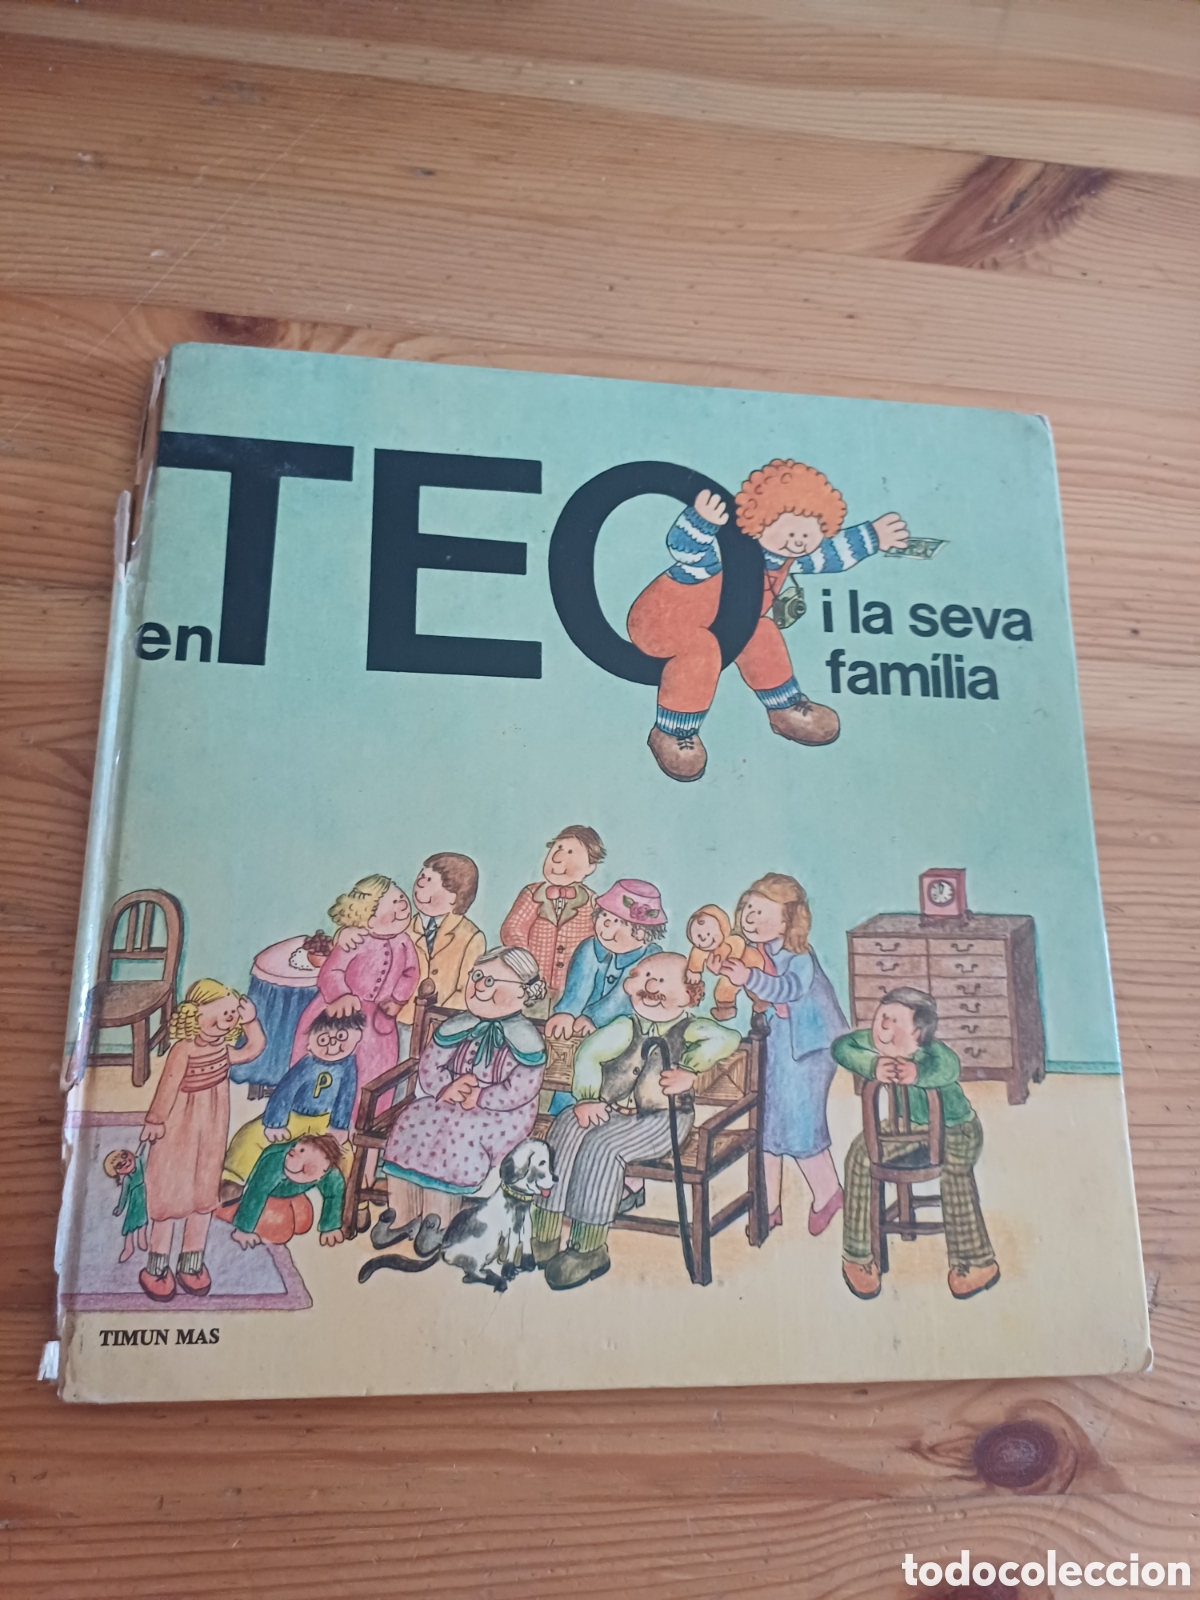 en TEO
i la seva
família
P
TIMUN MAS
todocoleccion